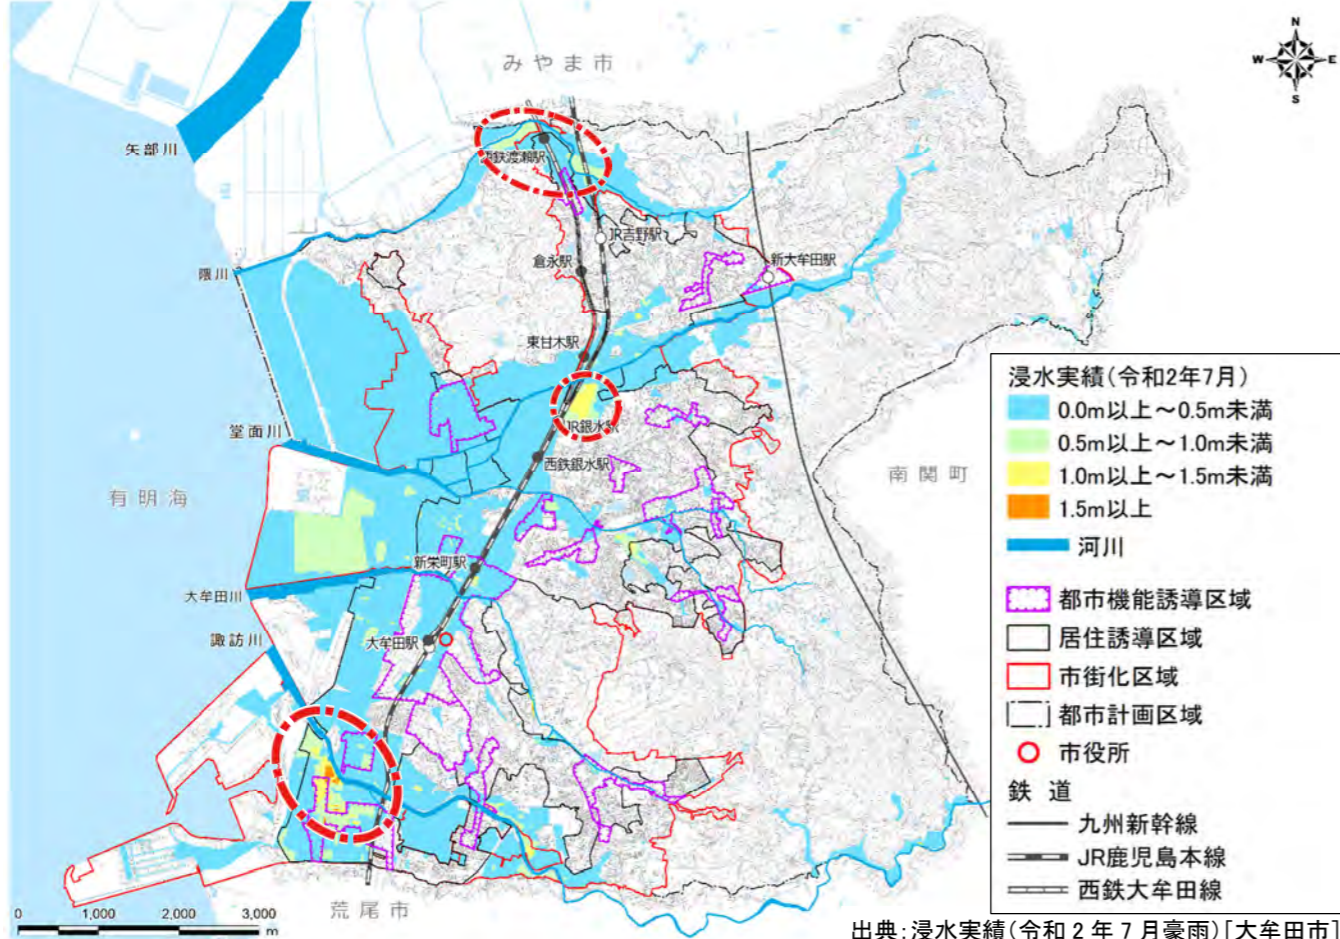 N
W E
S
みやま市
矢部川
西鉄渡瀬駅
JR吉野駅
倉永駅
新大牟田駅
隈川
東甘木駅
浸水実績(令和2年7月)
0.0m以上～0.5m未満
0.5m以上～1.0m未満
1.0m以上～1.5m未満
1.5m以上
河川
都市機能誘導区域
居住誘導区域
市街化区域
都市計画区域
市役所
鉄 道
九州新幹線
JR鹿児島本線
西鉄大牟田線
JR銀水駅
堂面川
西鉄銀水駅
南関町
有明海
新栄町駅
大牟田川
諏訪川
大牟田駅
荒尾市
0 1,000 2,000 3,000
m
出典:浸水実績(令和2年7月豪雨)[大牟田市]